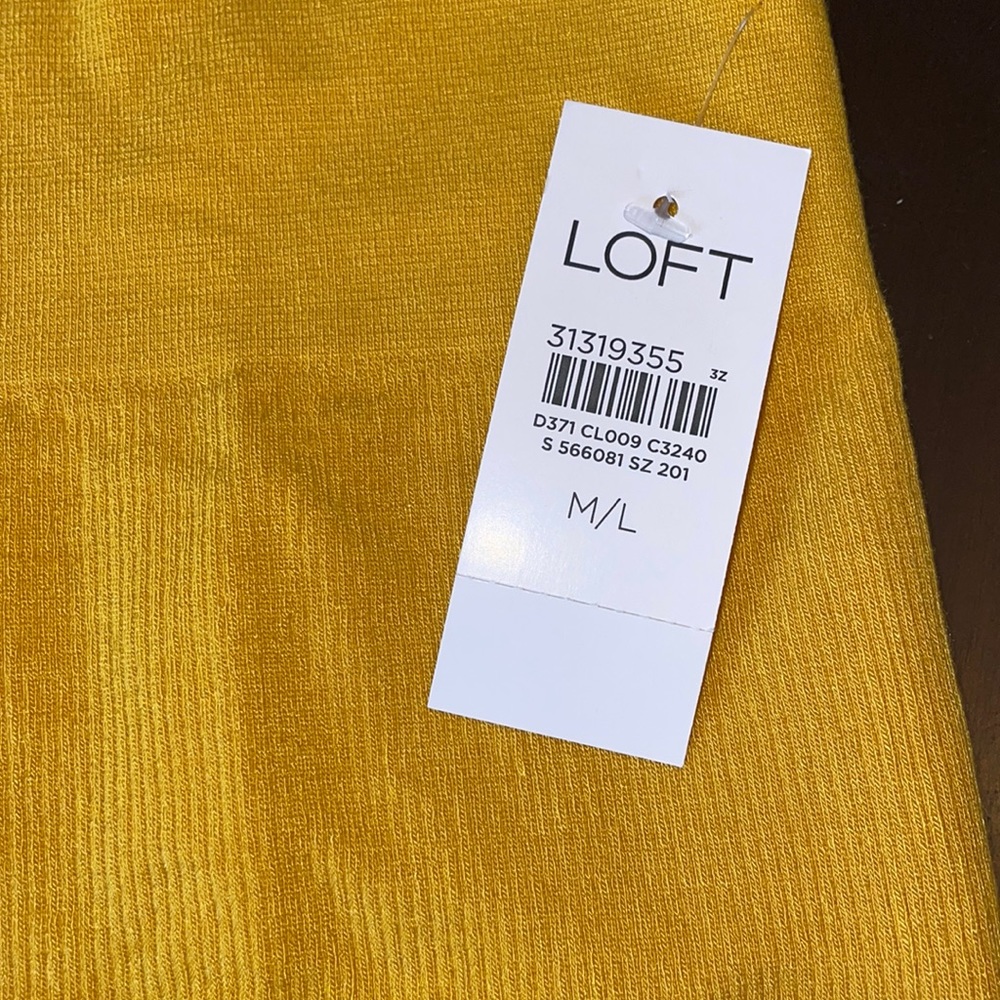 LOFT
31319355
3Z
D371 CL009 C3240
S 566081 SZ 201
M/L